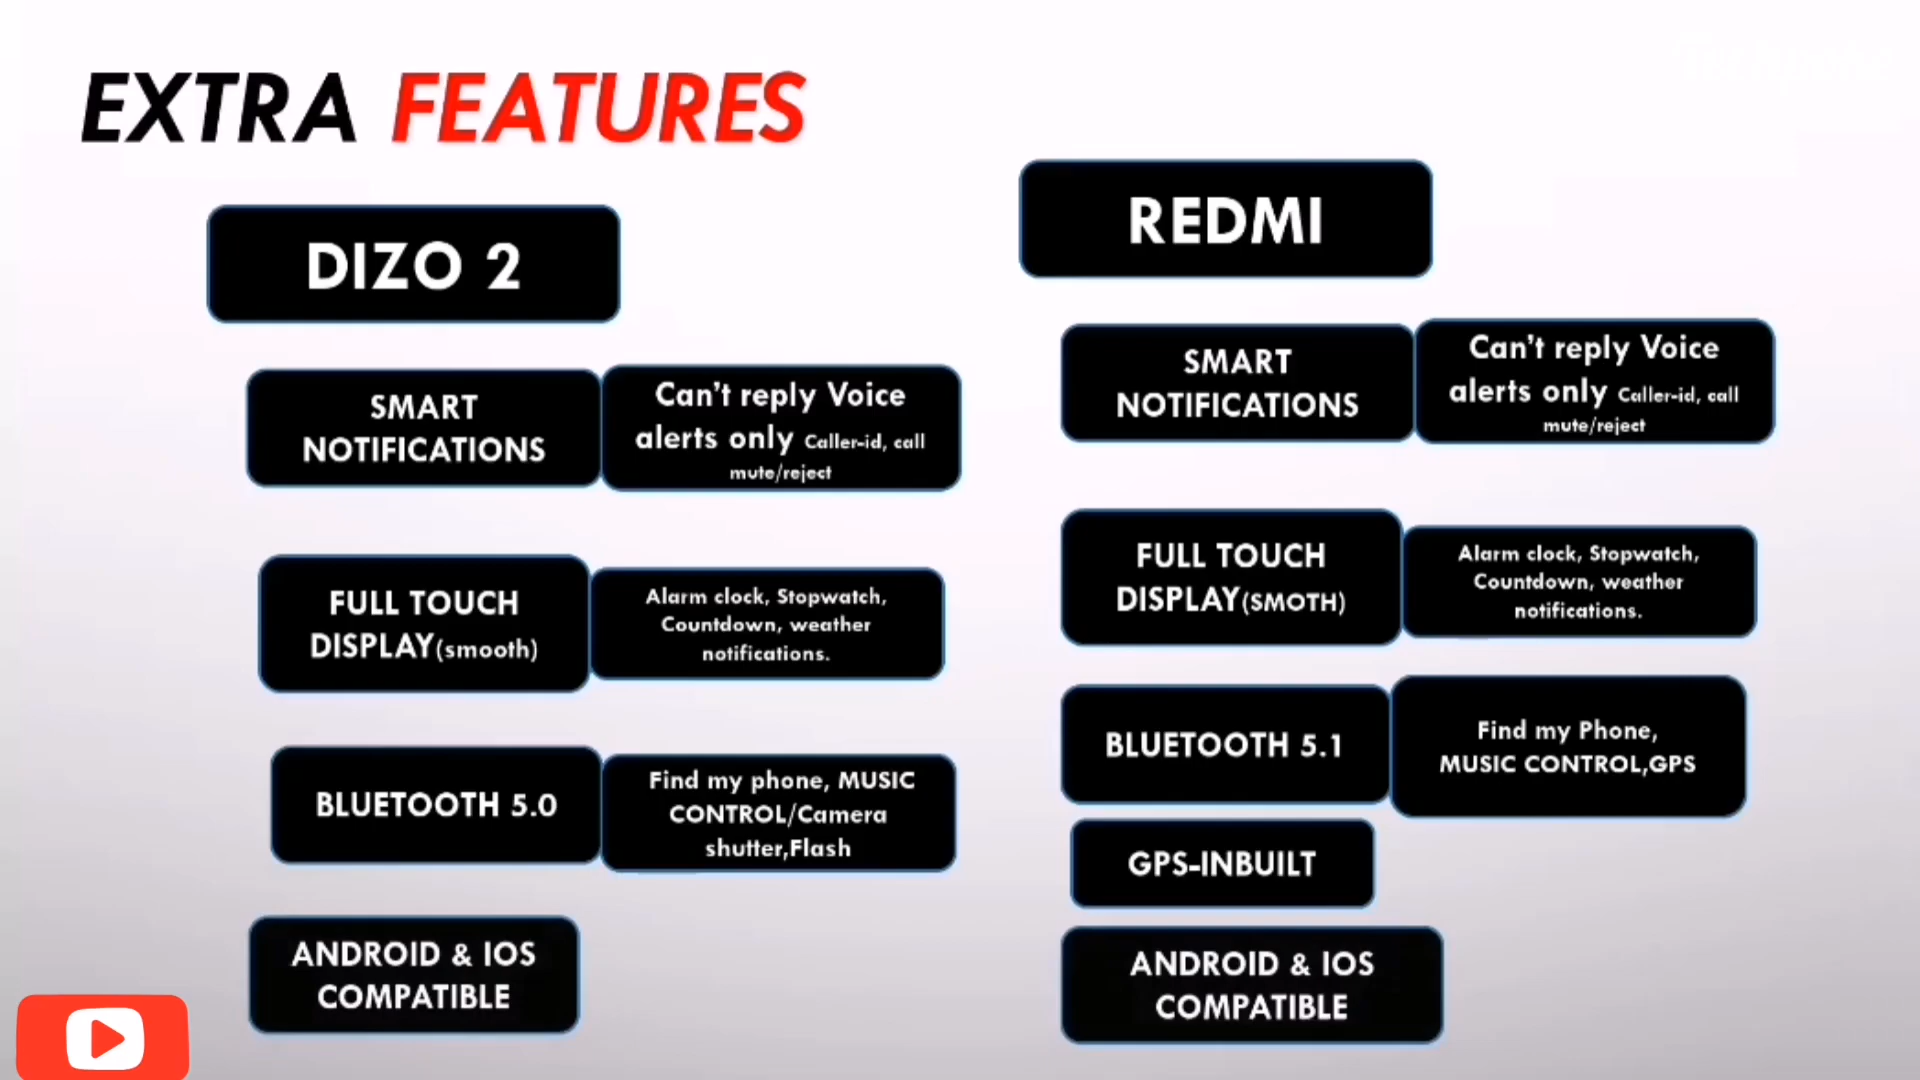 EXTRA FEATURES
DIZO 2
SMART
NOTIFICATIONS
Can't reply Voice
alerts only Caller-id, call
mute/reject
FULL TOUCH
DISPLAY(smooth)
Alarm clock, Stopwatch,
Countdown, weather
notifications.
BLUETOOTH 5.0
Find my phone, MUSIC
CONTROL/Camera
shutter,Flash
ANDROID & IOS
COMPATIBLE
REDMI
SMART
NOTIFICATIONS
Can't reply Voice
alerts only Caller-id, call
mute/reject
FULL TOUCH
DISPLAY(SMOTH)
Alarm clock, Stopwatch,
Countdown, weather
notifications.
BLUETOOTH 5.1
Find my Phone,
MUSIC CONTROL,GPS
GPS-INBUILT
ANDROID & IOS
COMPATIBLE